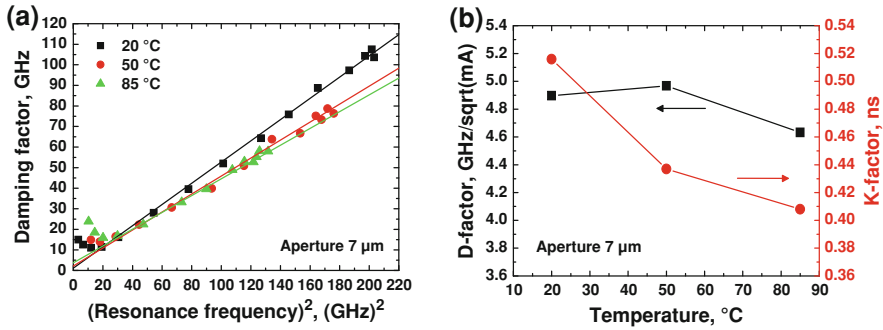 (a)
20 °C
50 °C
85 °C
Damping factor, GHz
120
110
100
90
80
70
60
50
40
30
20
10
0
Aperture 7 µm
0 20 40 60 80 100 120 140 160 180 200 220
(Resonance frequency)², (GHz)²
(b)
D-factor, GHz/sqrt(mA)
5.4
5.2
5.0
4.8
4.6
4.4
4.2
4.0
3.8
3.6
Aperture 7 µm
10 20 30 40 50 60 70 80 90
Temperature, °C
0.54
0.52
0.50
0.48
0.46
0.44
0.42
0.40
0.38
0.36
K-factor, ns